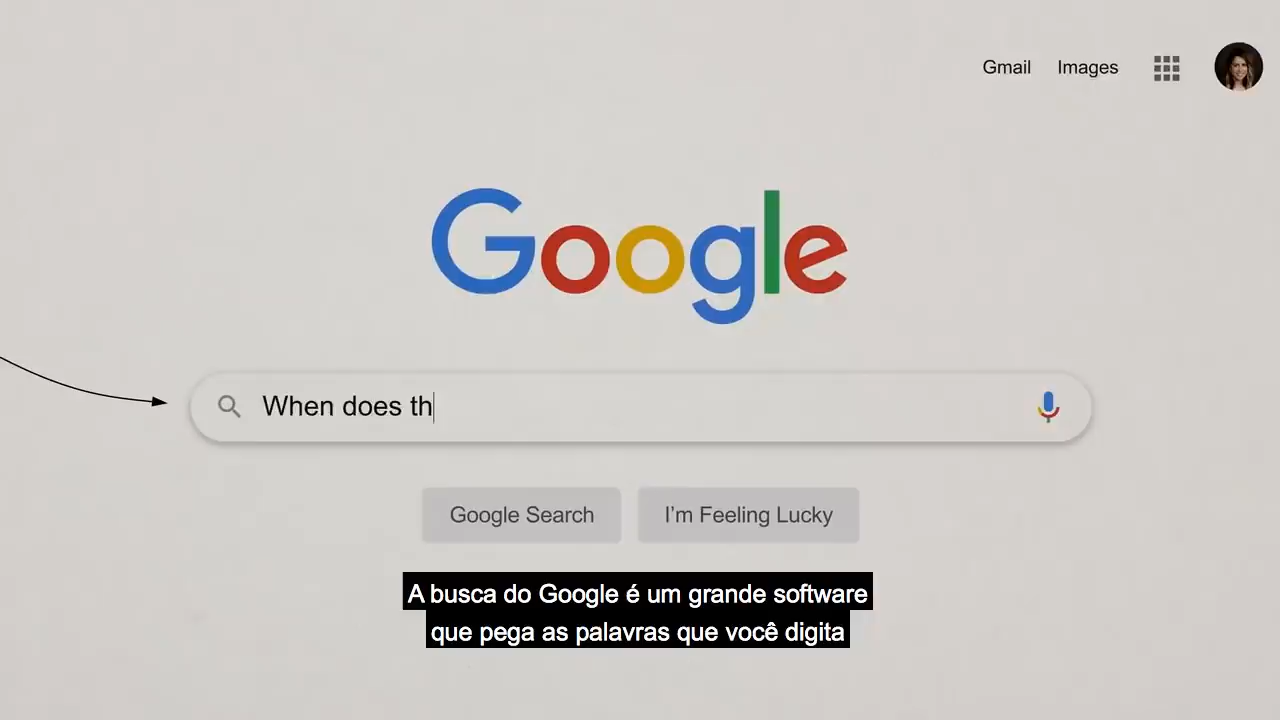 Gmail Images
Google
When does th
Google Search I'm Feeling Lucky
A busca do Google é um grande software
que pega as palavras que você digita